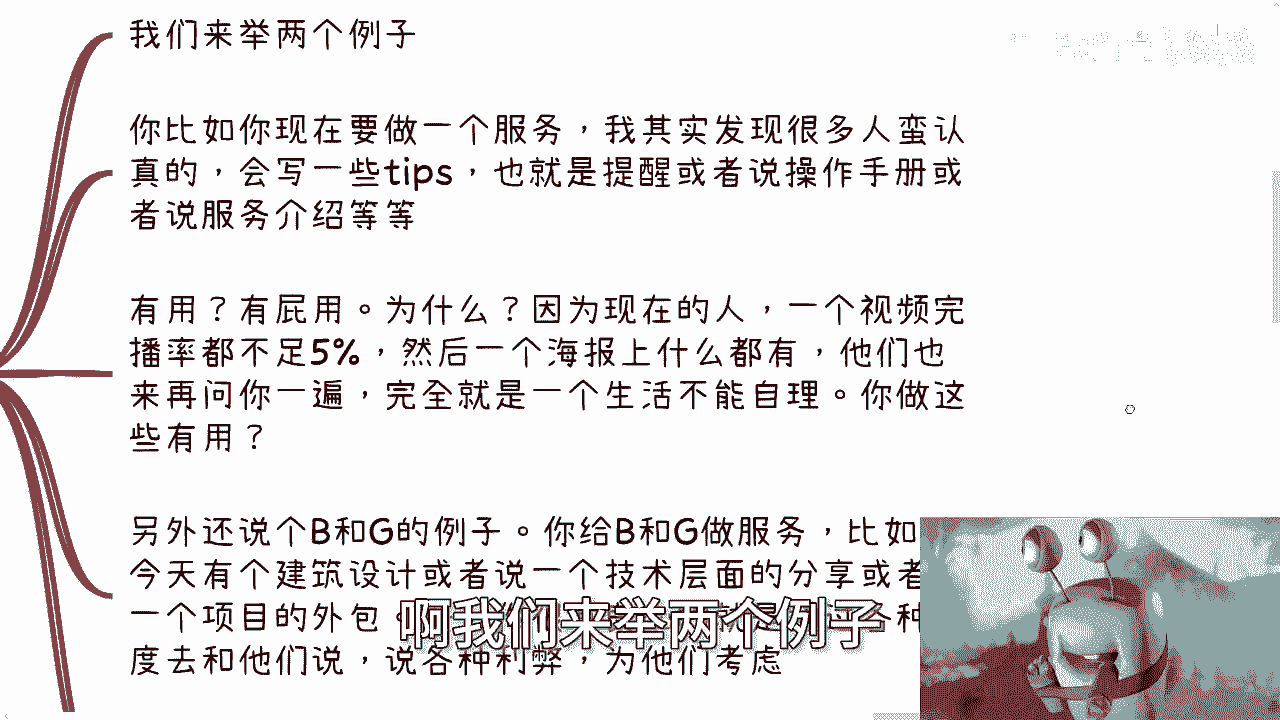 我们来举两个例子
你比如你现在要做一个服务，我其实发现很多人蛮认
真的，会写一些tips，也就是提醒或者说操作手册或
者说服务介绍等等
有用？有屁用。为什么？因为现在的人，一个视频完
播率都不足5%，然后一个海报上什么都有，他们也
来再问你一遍，完全就是一个生活不能自理。你做这
些有用？
另外还说个B和G的例子。你给B和G做服务，比如
今天有个建筑设计或者说一个技术层面的分享或者
一个项目的外包
各种
度去和他们说，说各种利弊，为他们考虑
啊我们来举两个例子